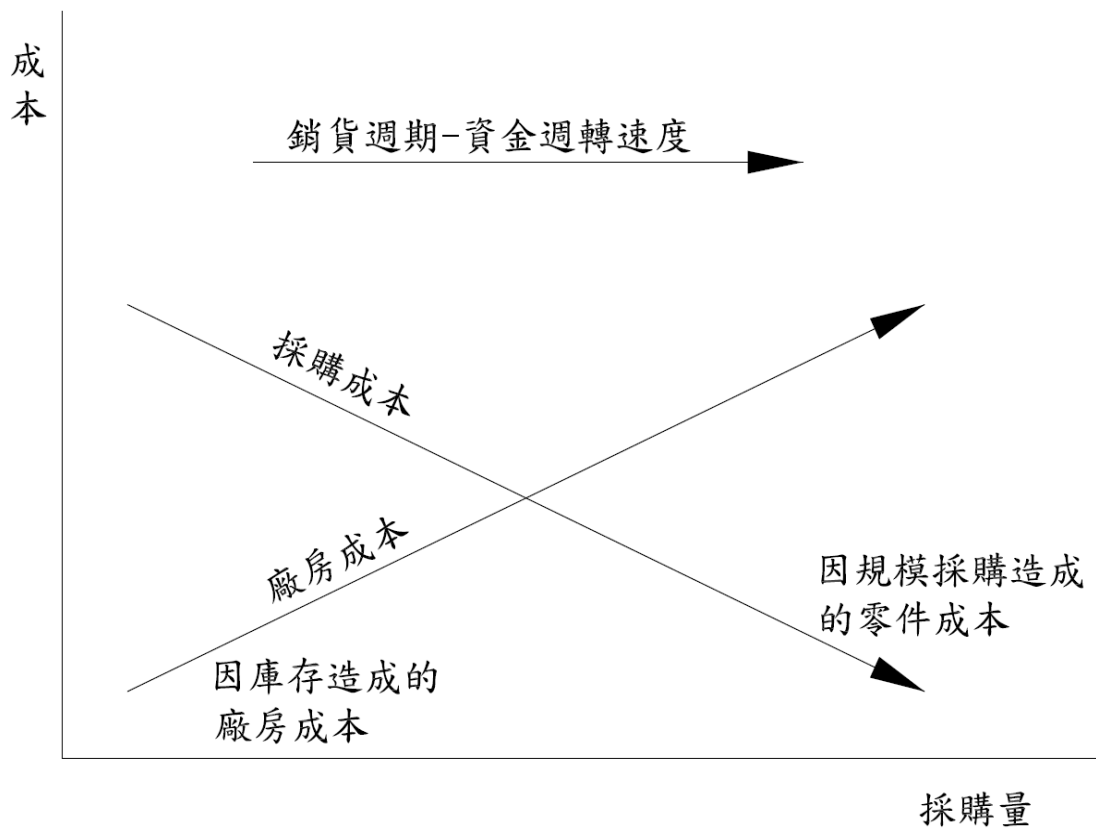 成
本
銷貨週期-資金週轉速度
採購成本
廠房成本
因規模採購造成
的零件成本
因庫存造成的
廠房成本
採購量